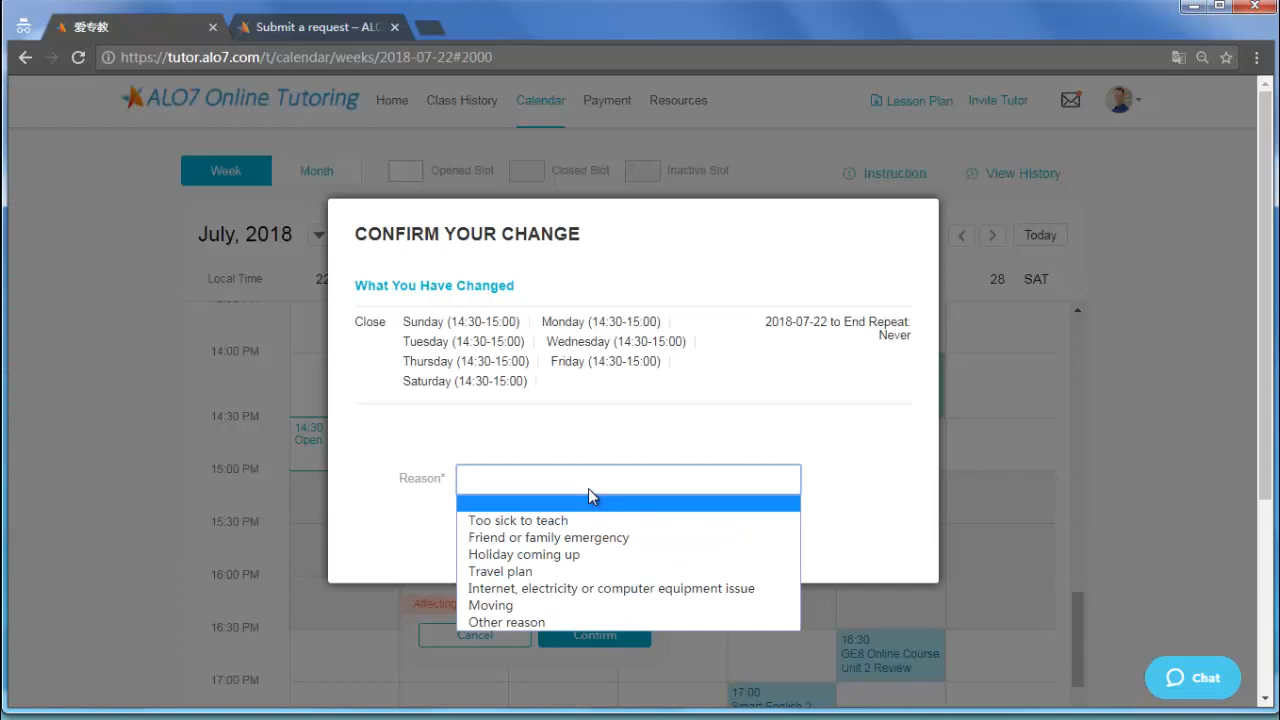 爱专教
Submit a request – ALO
https://tutor.alo7.com/t/calendar/weeks/2018-07-22#2000
ALO7 Online Tutoring
Home
Class History
Calendar
Payment
Resources
Lesson Plan
Invite Tutor
Week
Month
Opened Slot
Closed Slot
Inactive Slot
Instruction
View History
July, 2018
Today
Local Time
22
28 SAT
CONFIRM YOUR CHANGE
What You Have Changed
Close
Sunday (14:30-15:00)
Monday (14:30-15:00)
Tuesday (14:30-15:00)
Wednesday (14:30-15:00)
Thursday (14:30-15:00)
Friday (14:30-15:00)
Saturday (14:30-15:00)
2018-07-22 to End Repeat:
Never
Reason*
Too sick to teach
Friend or family emergency
Holiday coming up
Travel plan
Internet, electricity or computer equipment issue
Moving
Other reason
14:00 PM
14:30 PM
15:00 PM
15:30 PM
16:00 PM
16:30 PM
17:00 PM
14:30
Open
Affecting
Cancel
Confirm
16:30
GE8 Online Course
Unit 2 Review
17:00
Smart English 2
Chat